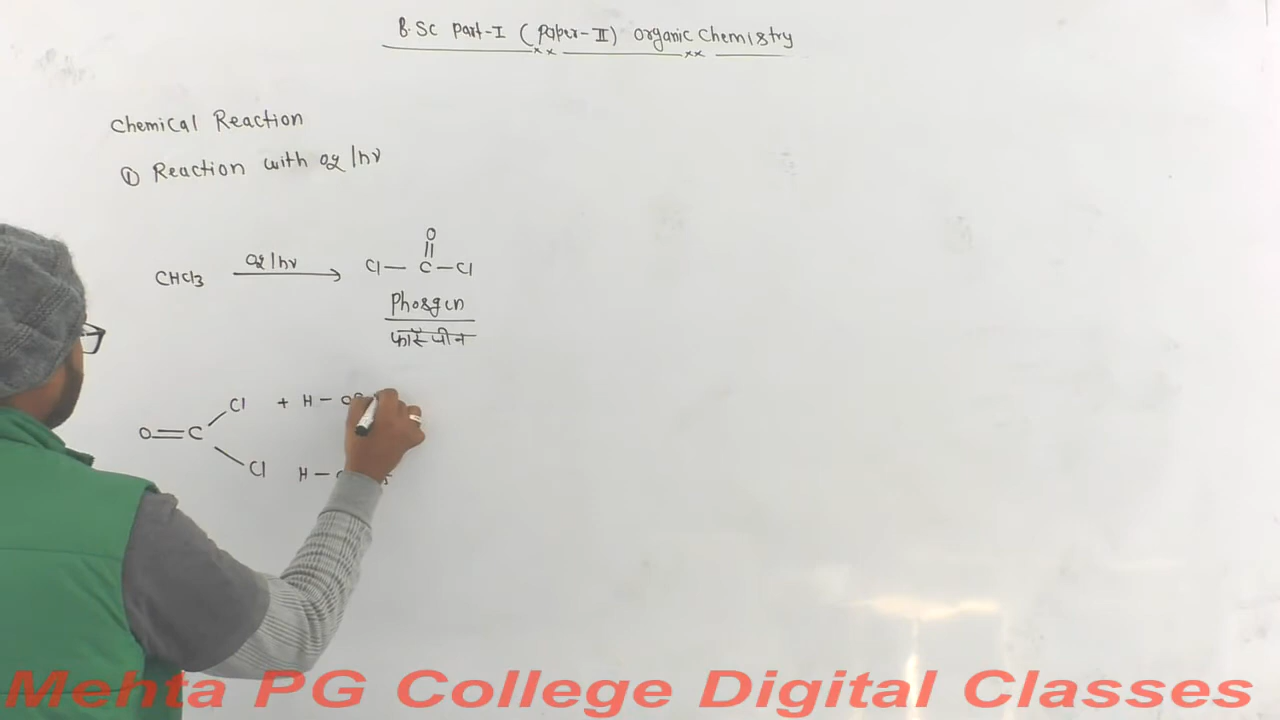 B.Sc Part-I (Paper-II) Organic Chemistry
Chemical Reaction
① Reaction with O2/hν
CHCl3 O2/hν → Cl—C—Cl
O
||
Phosgen
फास्जीन
O=C
Cl + H—
Cl H—
Mehta PG College Digital Classes